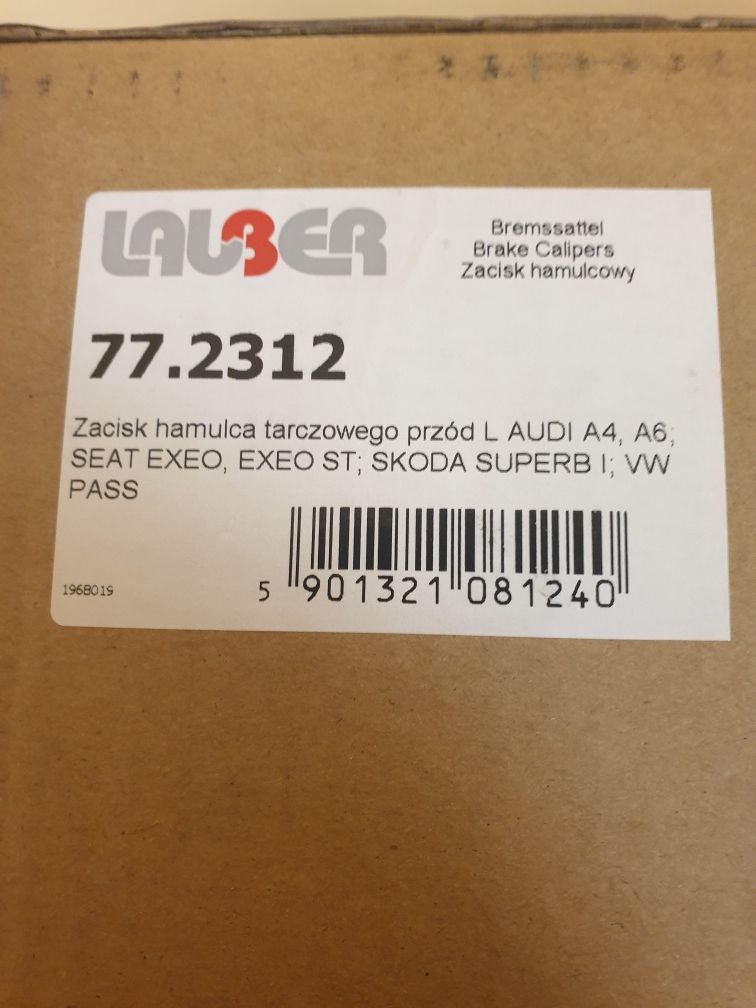 LAUBER
Bremssattel
Brake Calipers
Zacisk hamulcowy
77.2312
Zacisk hamulca tarczowego przód L AUDI A4, A6;
SEAT EXEO, EXEO ST; SKODA SUPERB I; VW
PASS
1968019
5 901321 081240